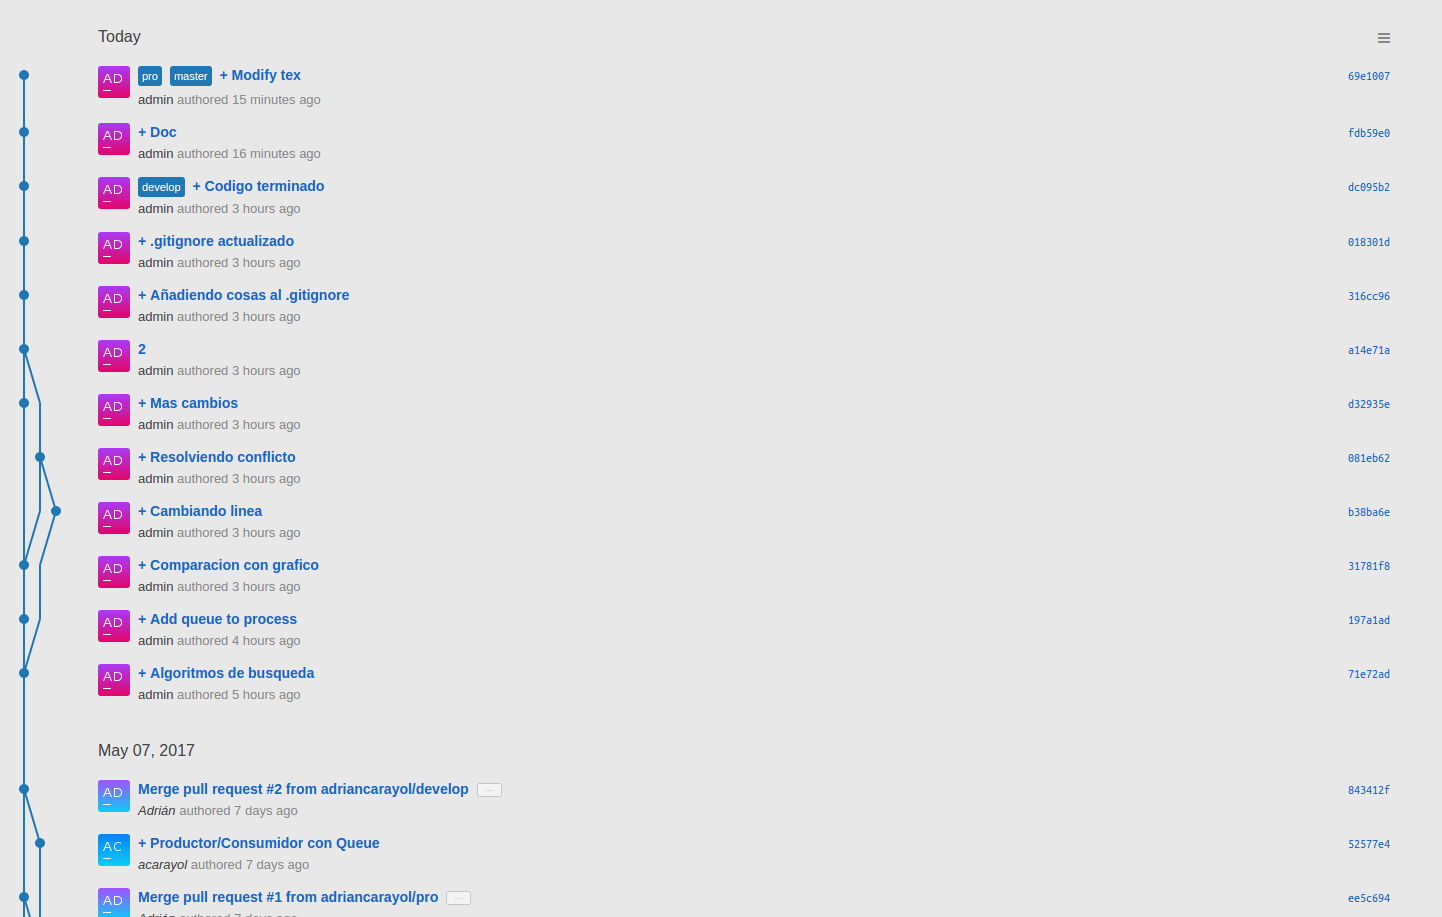 Today
AD pro master + Modify tex 69e1007
admin authored 15 minutes ago
AD + Doc fdb59e0
admin authored 16 minutes ago
AD develop + Codigo terminado dc095b2
admin authored 3 hours ago
AD + .gitignore actualizado 018301d
admin authored 3 hours ago
AD + Añadiendo cosas al .gitignore 316cc96
admin authored 3 hours ago
AD 2 a14e71a
admin authored 3 hours ago
AD + Mas cambios d32935e
admin authored 3 hours ago
AD + Resolviendo conflicto 081eb62
admin authored 3 hours ago
AD + Cambiando linea b38ba6e
admin authored 3 hours ago
AD + Comparacion con grafico 31781f8
admin authored 3 hours ago
AD + Add queue to process 197a1ad
admin authored 4 hours ago
AD + Algoritmos de busqueda 71e72ad
admin authored 5 hours ago
May 07, 2017
AD Merge pull request #2 from adriancarayol/develop ... 843412f
Adrián authored 7 days ago
AC + Productor/Consumidor con Queue 52577e4
acarayol authored 7 days ago
AD Merge pull request #1 from adriancarayol/pro ... ee5c694
Adrián authored 7 days ago